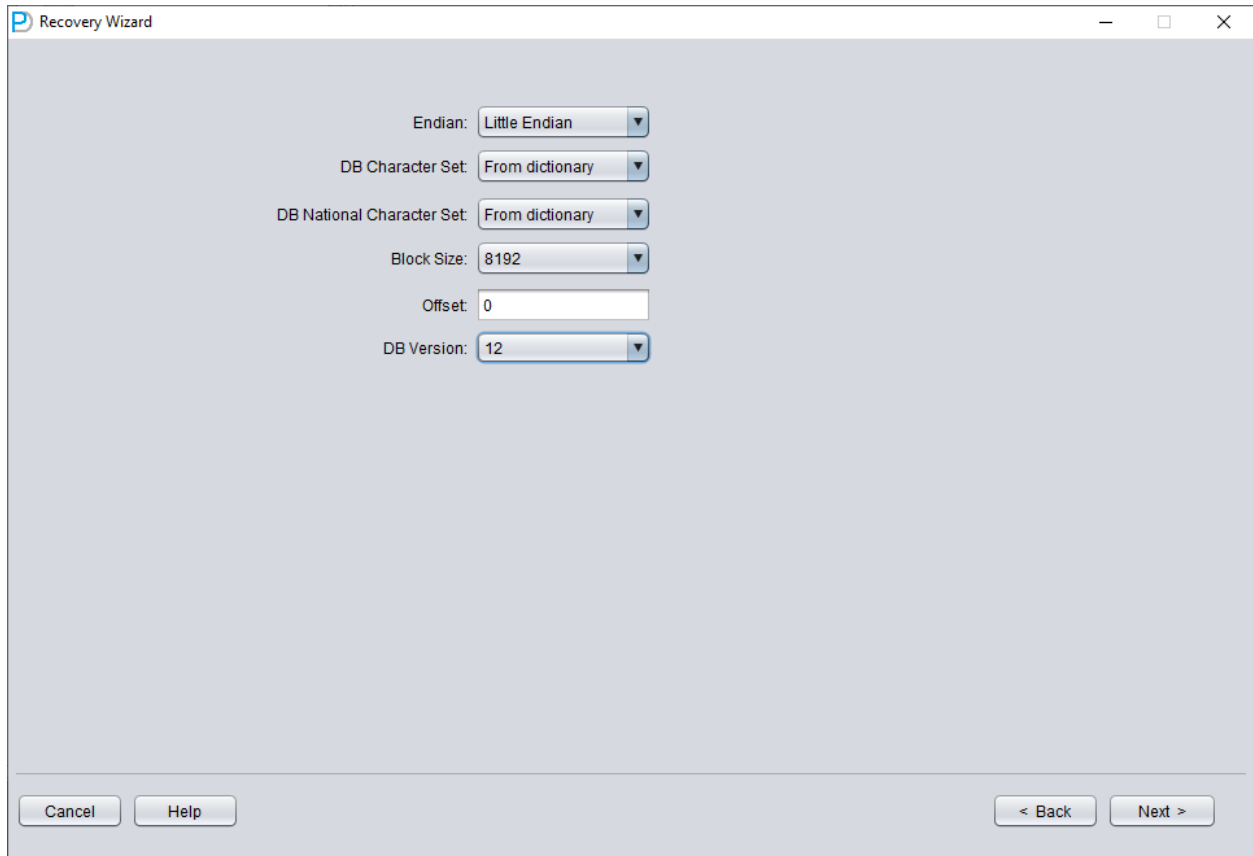 Recovery Wizard
Endian: Little Endian
DB Character Set: From dictionary
DB National Character Set: From dictionary
Block Size: 8192
Offset: 0
DB Version: 12
Cancel Help < Back Next >